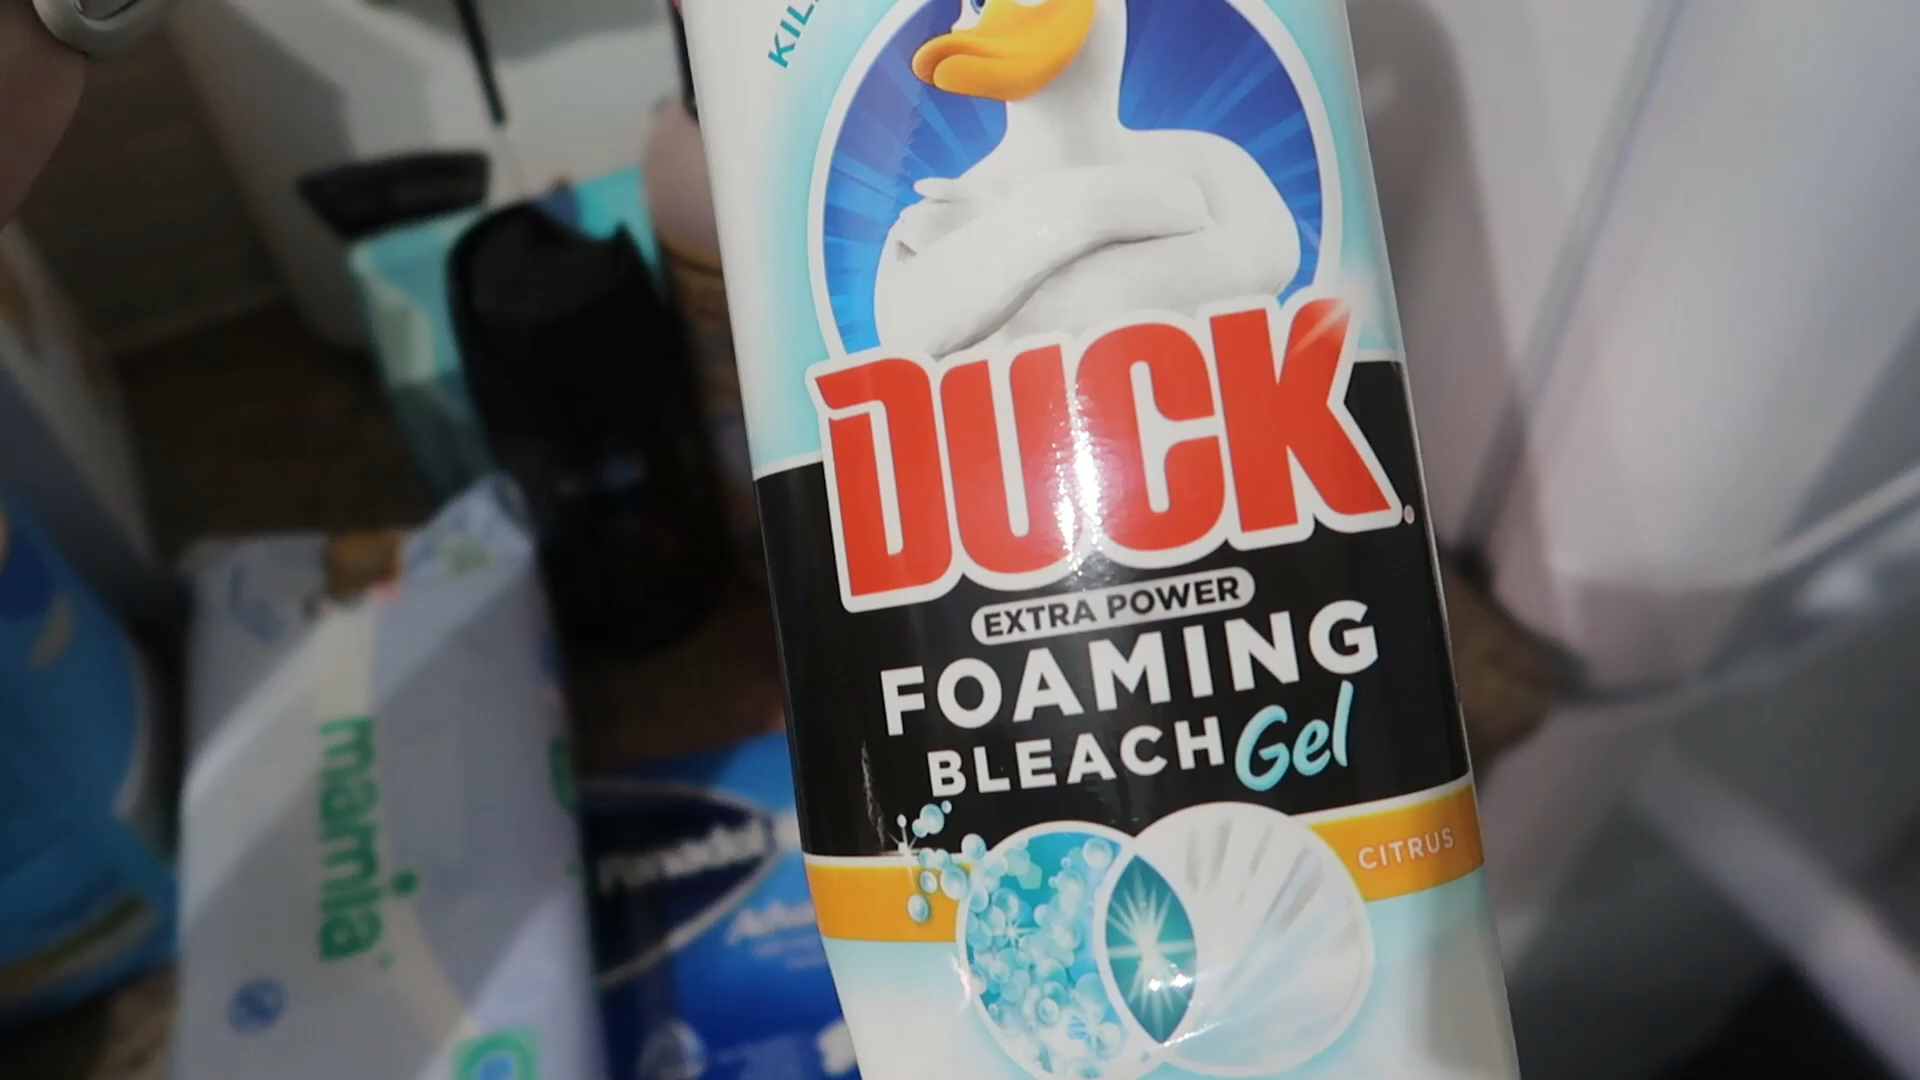 DUCK
EXTRA POWER
FOAMING
BLEACH Gel
CITRUS
mamia